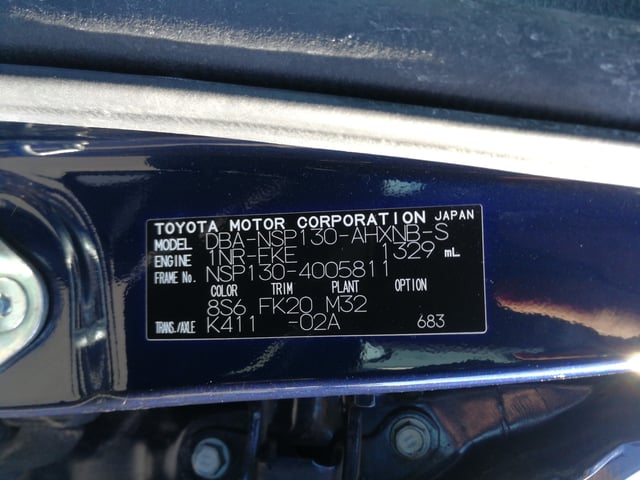 TOYOTA MOTOR CORPORATION JAPAN
MODEL DBA-NSP130-AHXNB-S
ENGINE 1NR-FKE 1329 mL
FRAME No. NSP130-4005811
COLOR TRIM PLANT OPTION
8S6 FK20 M32
TRANS./AXLE K411 -02A 683